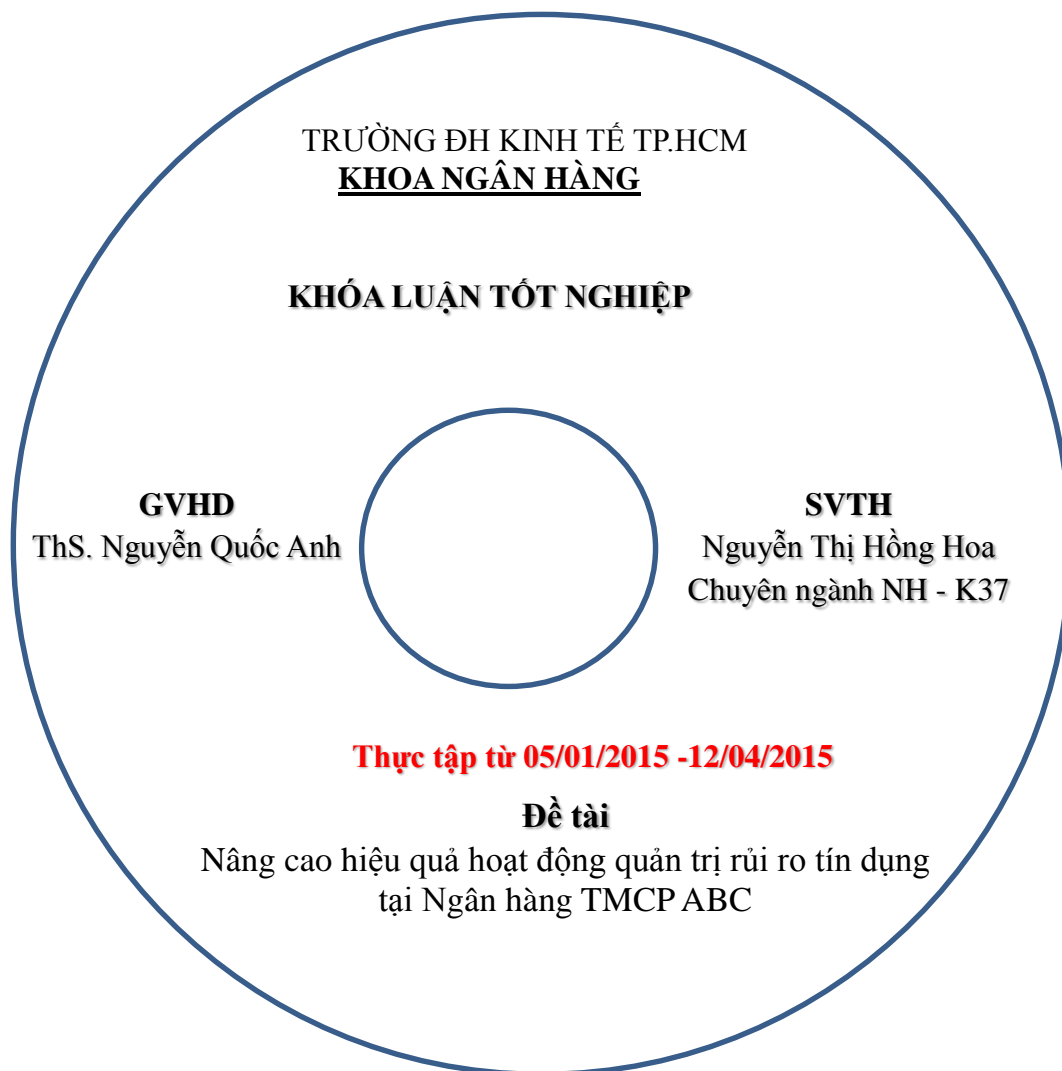 TRƯỜNG ĐH KINH TẾ TP.HCM
KHOA NGÂN HÀNG
KHÓA LUẬN TỐT NGHIỆP
GVHD
ThS. Nguyễn Quốc Anh
SVTH
Nguyễn Thị Hồng Hoa
Chuyên ngành NH - K37
Thực tập từ 05/01/2015 -12/04/2015
Đề tài
Nâng cao hiệu quả hoạt động quản trị rủi ro tín dụng
tại Ngân hàng TMCP ABC